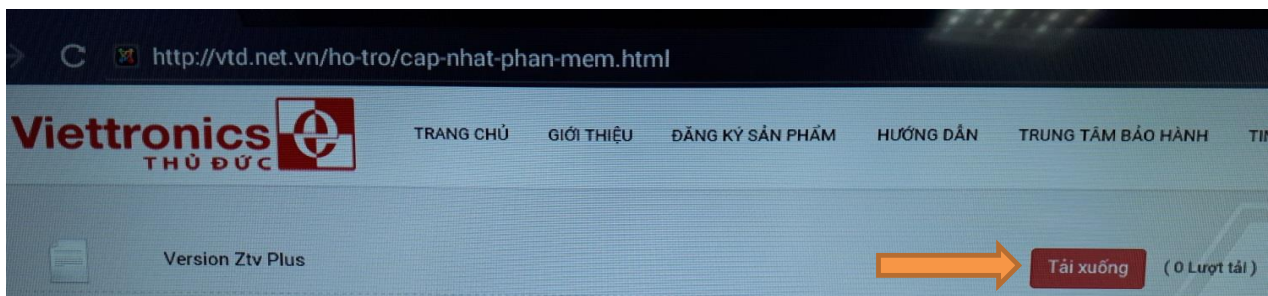 http://vtd.net.vn/ho-tro/cap-nhat-phan-mem.html
Viettronics
THỦ ĐỨC
TRANG CHỦ GIỚI THIỆU ĐĂNG KÝ SẢN PHẨM HƯỚNG DẪN TRUNG TÂM BẢO HÀNH
Version Ztv Plus Tải xuống ( 0 Lượt tải )